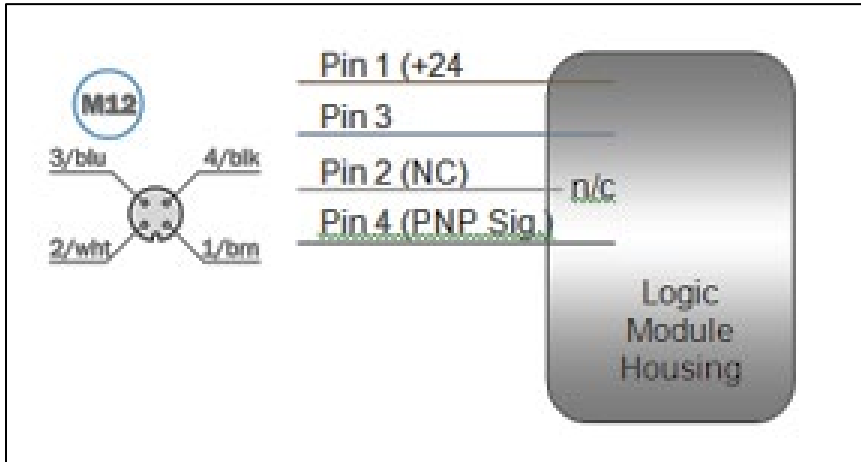 M12
3/blu
4/blk
2/wht
1/brn
Pin 1 (+24
Pin 3
Pin 2 (NC)
n/c
Pin 4 (PNP Sig.)
Logic
Module
Housing